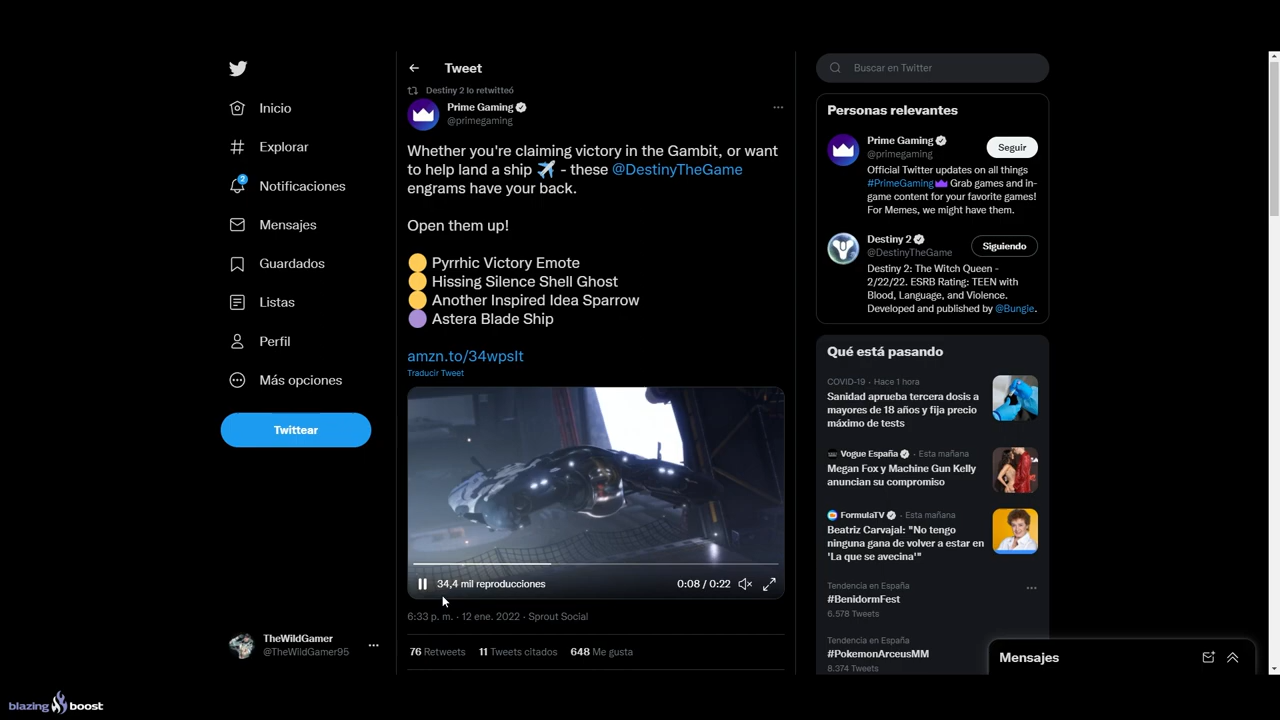 Inicio
Explorar
2
Notificaciones
Mensajes
Guardados
Listas
Perfil
Más opciones
Twittear
TheWildGamer
@TheWildGamer95
blazing boost
Tweet
Destiny 2 lo retwitteó
Prime Gaming
@primegaming
Whether you're claiming victory in the Gambit, or want
to help land a ship ✈️ - these @DestinyTheGame
engrams have your back.
Open them up!
🟡 Pyrrhic Victory Emote
🟡 Hissing Silence Shell Ghost
🟡 Another Inspired Idea Sparrow
🟣 Astera Blade Ship
amzn.to/34wpsIt
Traducir Tweet
34,4 mil reproducciones
0:08 / 0:22
6:33 p. m. · 12 ene. 2022 · Sprout Social
76 Retweets 11 Tweets citados 648 Me gusta
Buscar en Twitter
Personas relevantes
Prime Gaming
@primegaming
Seguir
Official Twitter updates on all things
#PrimeGaming Grab games and in-
game content for your favorite games!
For Memes, we might have them.
Destiny 2
@DestinyTheGame
Siguiendo
Destiny 2: The Witch Queen -
2/22/22. ESRB Rating: TEEN with
Blood, Language, and Violence.
Developed and published by @Bungie.
Qué está pasando
COVID-19 · Hace 1 hora
Sanidad aprueba tercera dosis a
mayores de 18 años y fija precio
máximo de tests
Vogue España · Esta mañana
Megan Fox y Machine Gun Kelly
anuncian su compromiso
FormulaTV · Esta mañana
Beatriz Carvajal: "No tengo
ninguna gana de volver a estar en
'La que se avecina'"
Tendencia en España
#BenidormFest
6.578 Tweets
Tendencia en España
#PokemonArceusMM
8.374 Tweets
Mensajes